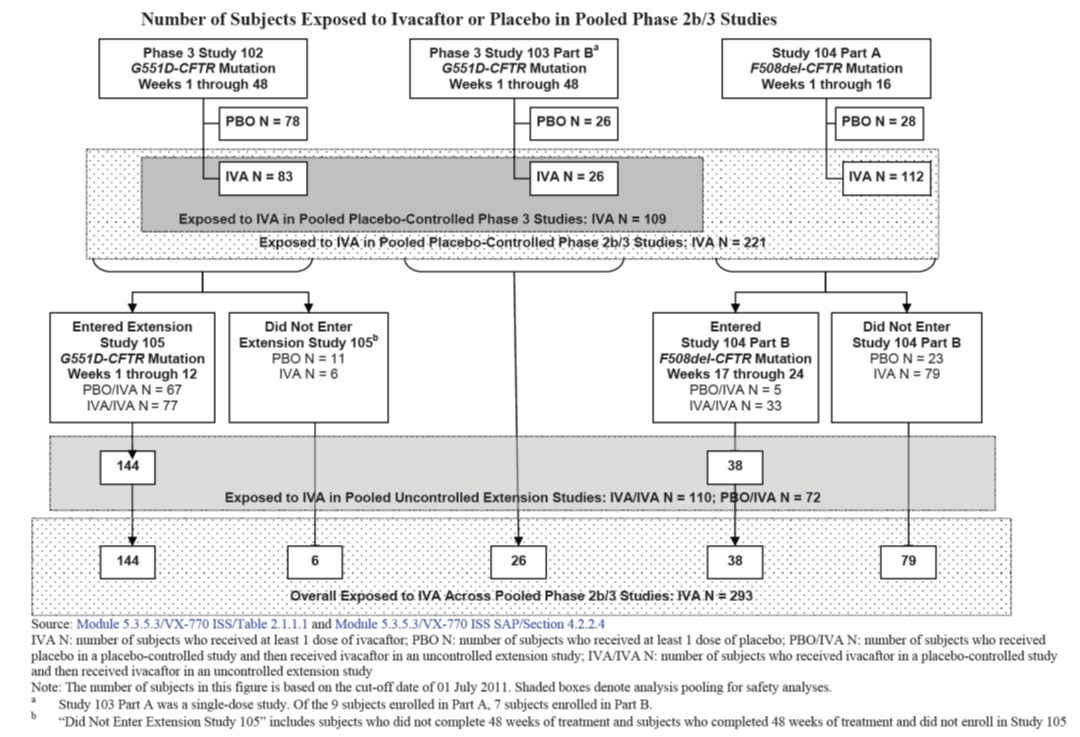 Number of Subjects Exposed to Ivacaftor or Placebo in Pooled Phase 2b/3 Studies
Phase 3 Study 102
G551D-CFTR Mutation
Weeks 1 through 48
Phase 3 Study 103 Part Bᵃ
G551D-CFTR Mutation
Weeks 1 through 48
Study 104 Part A
F508del-CFTR Mutation
Weeks 1 through 16
PBO N = 78
PBO N = 26
PBO N = 28
IVA N = 83
IVA N = 26
IVA N = 112
Exposed to IVA in Pooled Placebo-Controlled Phase 3 Studies: IVA N = 109
Exposed to IVA in Pooled Placebo-Controlled Phase 2b/3 Studies: IVA N = 221
Entered Extension
Study 105
G551D-CFTR Mutation
Weeks 1 through 12
PBO/IVA N = 67
IVA/IVA N = 77
Did Not Enter
Extension Study 105ᵇ
PBO N = 11
IVA N = 6
Entered
Study 104 Part B
F508del-CFTR Mutation
Weeks 17 through 24
PBO/IVA N = 5
IVA/IVA N = 33
Did Not Enter
Study 104 Part B
PBO N = 23
IVA N = 79
144
38
Exposed to IVA in Pooled Uncontrolled Extension Studies: IVA/IVA N = 110; PBO/IVA N = 72
144
6
26
38
79
Overall Exposed to IVA Across Pooled Phase 2b/3 Studies: IVA N = 293
Source: Module 5.3.5.3/VX-770 ISS/Table 2.1.1.1 and Module 5.3.5.3/VX-770 ISS SAP/Section 4.2.2.4
IVA N: number of subjects who received at least 1 dose of ivacaftor; PBO N: number of subjects who received at least 1 dose of placebo; PBO/IVA N: number of subjects who received
placebo in a placebo-controlled study and then received ivacaftor in an uncontrolled extension study; IVA/IVA N: number of subjects who received ivacaftor in a placebo-controlled study
and then received ivacaftor in an uncontrolled extension study
Note: The number of subjects in this figure is based on the cut-off date of 01 July 2011. Shaded boxes denote analysis pooling for safety analyses.
ᵃ Study 103 Part A was a single-dose study. Of the 9 subjects enrolled in Part A, 7 subjects enrolled in Part B.
ᵇ “Did Not Enter Extension Study 105” includes subjects who did not complete 48 weeks of treatment and subjects who completed 48 weeks of treatment and did not enroll in Study 105